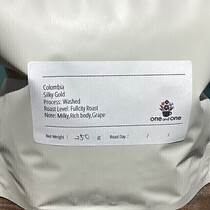 Colombia
Silky Gold
Process: Washed
Roast Level: Fullcity Roast
Note: Milky,Rich body,Grape
one and one
Net Weight : 250 g Roast Day : / /